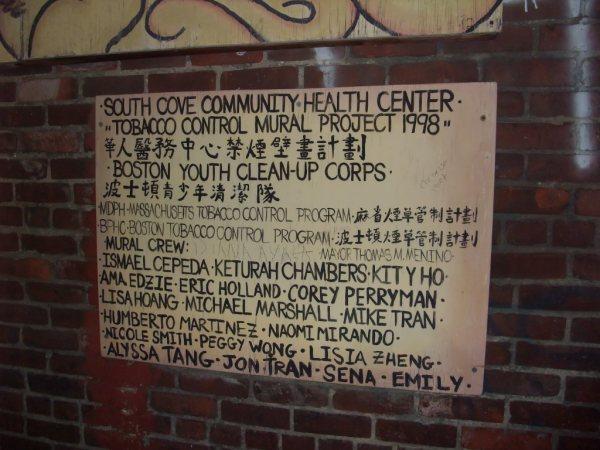 · SOUTH COVE COMMUNITY HEALTH CENTER ·
"TOBACCO CONTROL MURAL PROJECT 1998"
華人醫務中心禁煙壁畫計劃
· BOSTON YOUTH CLEAN-UP CORPS ·
波士頓青少年清潔隊
MDPH · MASSACHUSETTS TOBACCO CONTROL PROGRAM · 麻省煙草管制計劃
BPHC · BOSTON TOBACCO CONTROL PROGRAM · 波士頓煙草管制計劃
· MURAL CREW: MAYOR THOMAS M. MENINO ·
· ISMAEL CEPEDA · KETURAH CHAMBERS · KIT Y HO ·
AMA EDZIE · ERIC HOLLAND · COREY PERRYMAN ·
LISA HOANG · MICHAEL MARSHALL · MIKE TRAN ·
· HUMBERTO MARTINEZ · NAOMI MIRANDO ·
· NICOLE SMITH · PEGGY WONG · LISIA ZHENG ·
· ALYSSA TANG · JON TRAN · SENA · EMILY ·